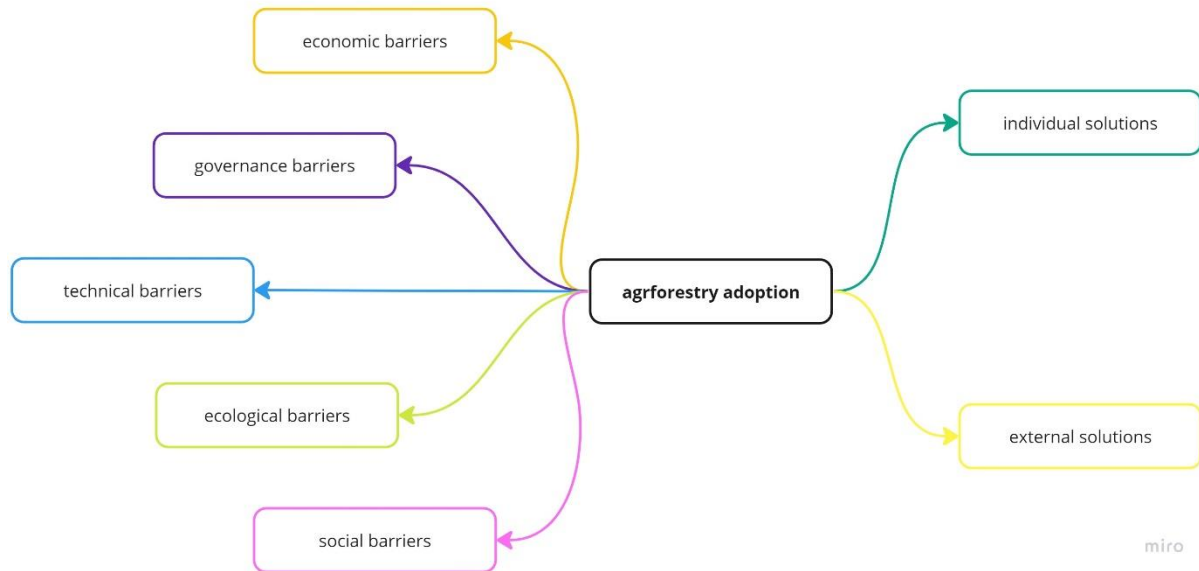 economic barriers
individual solutions
governance barriers
technical barriers
agrforestry adoption
ecological barriers
external solutions
social barriers
miro